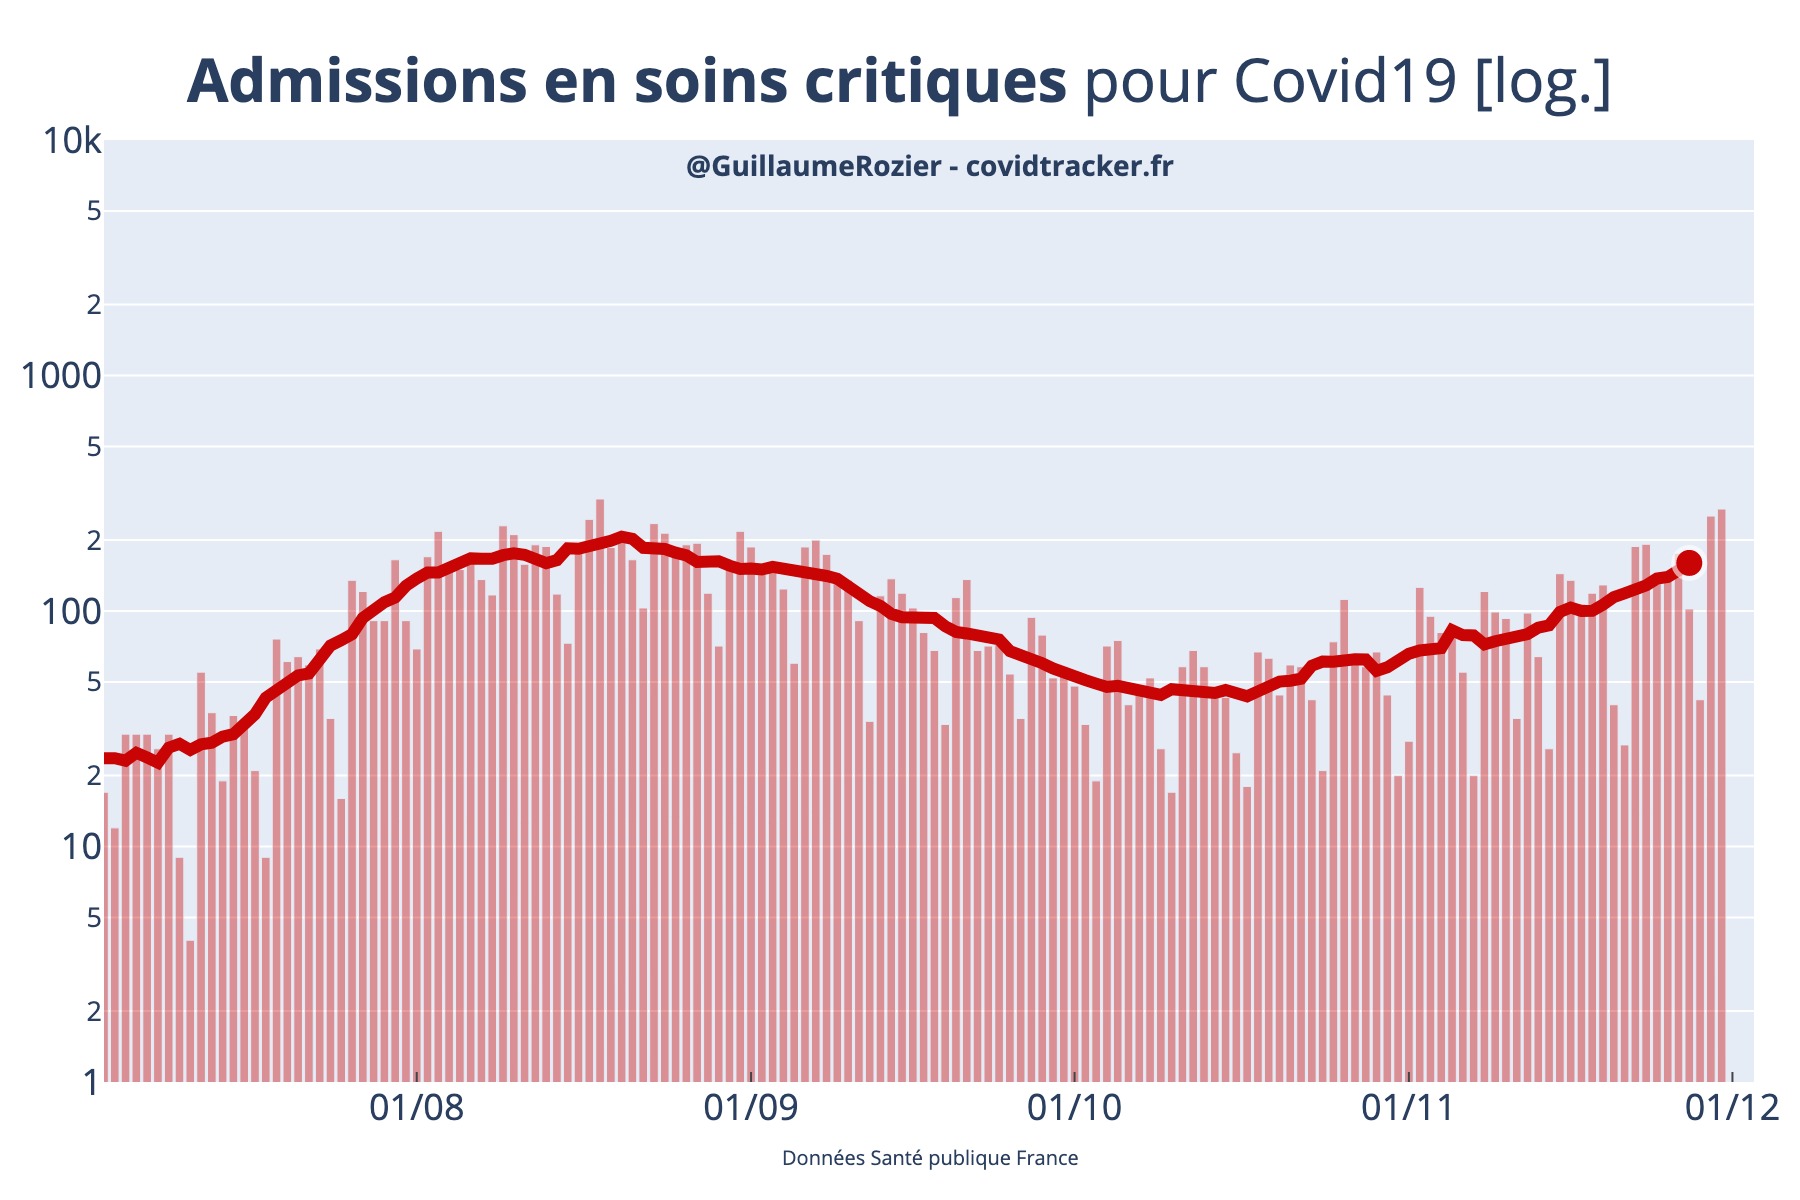 Admissions en soins critiques pour Covid19 [log.]
@GuillaumeRozier - covidtracker.fr
10k
5
2
1000
5
2
100
5
2
10
5
2
1
01/08 01/09 01/10 01/11 01/12
Données Santé publique France